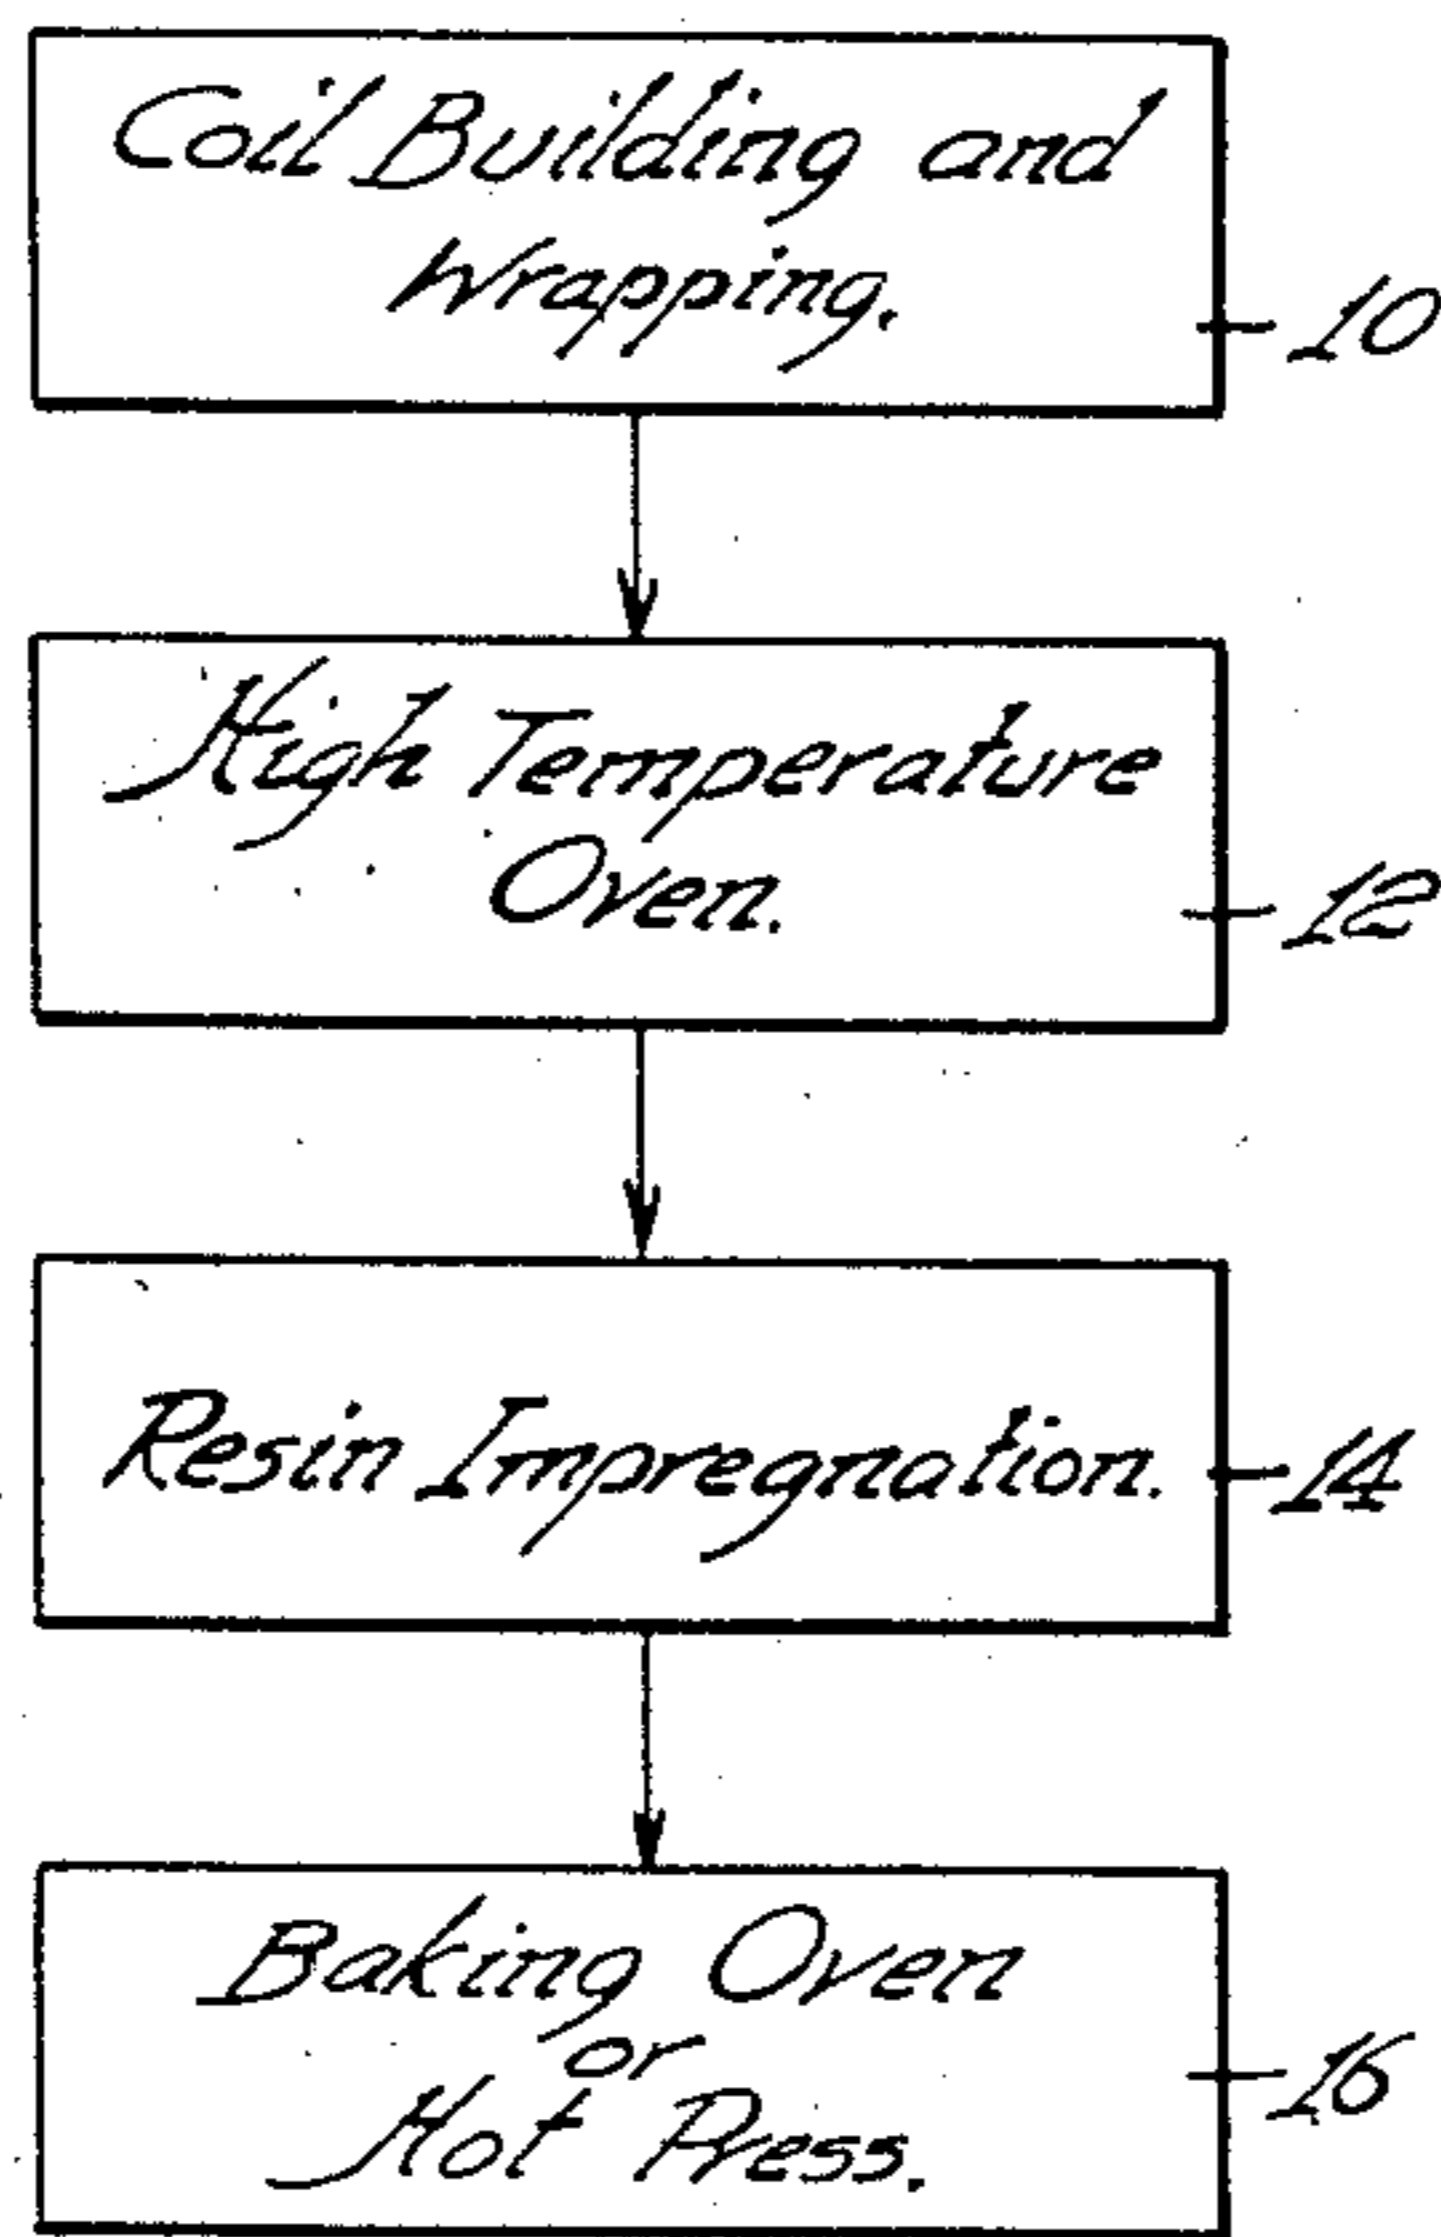 Coil Building and
Wrapping.
10
High Temperature
Oven.
12
Resin Impregnation.
14
Baking Oven
or
Hot Press.
16